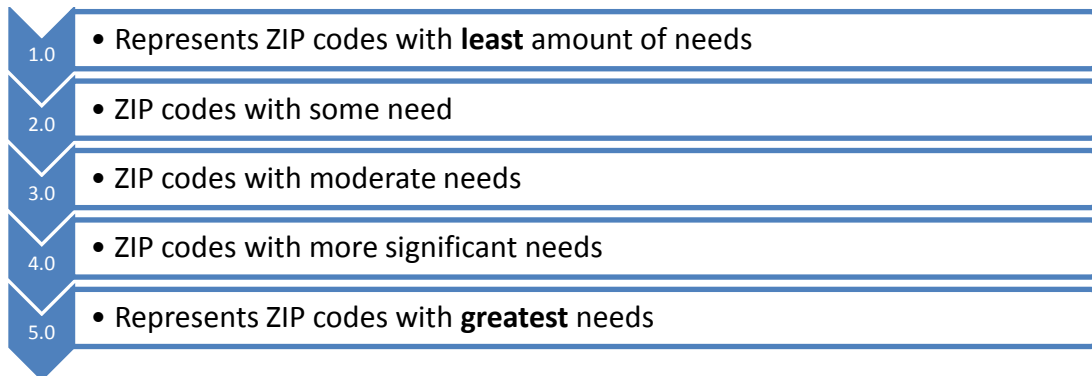 1.0 • Represents ZIP codes with least amount of needs
2.0 • ZIP codes with some need
3.0 • ZIP codes with moderate needs
4.0 • ZIP codes with more significant needs
5.0 • Represents ZIP codes with greatest needs